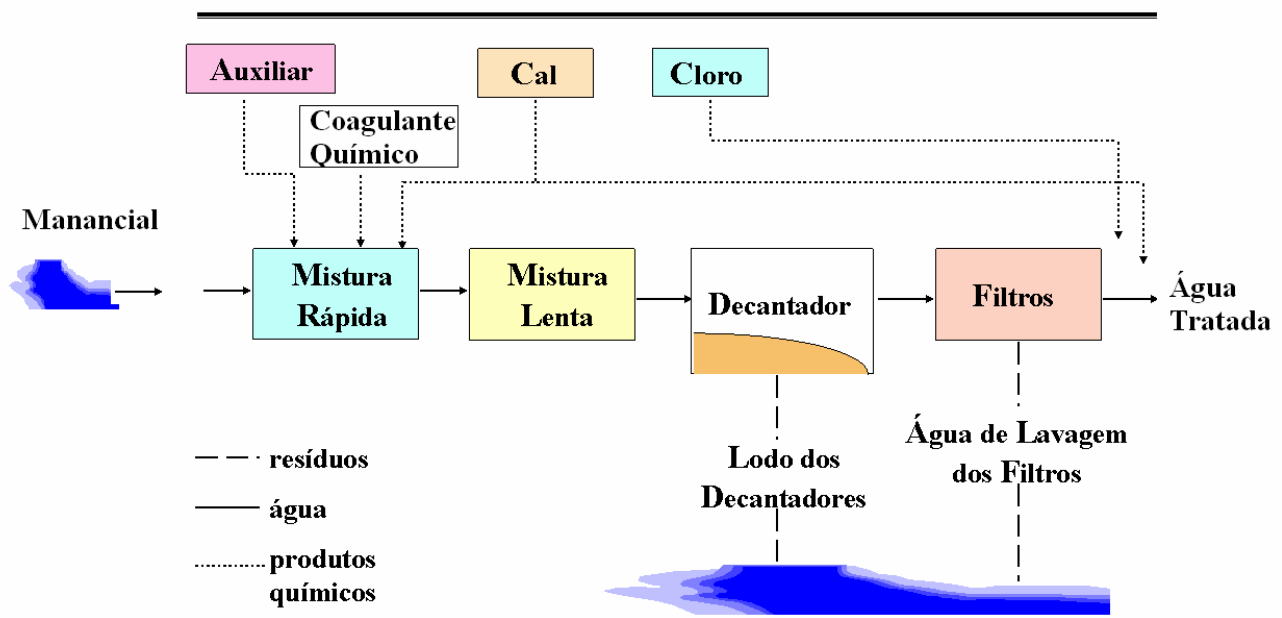 Auxiliar
Cal
Cloro
Coagulante
Químico
Manancial
Mistura
Rápida
Mistura
Lenta
Decantador
Filtros
Água
Tratada
resíduos
água
produtos
químicos
Lodo dos
Decantadores
Água de Lavagem
dos Filtros